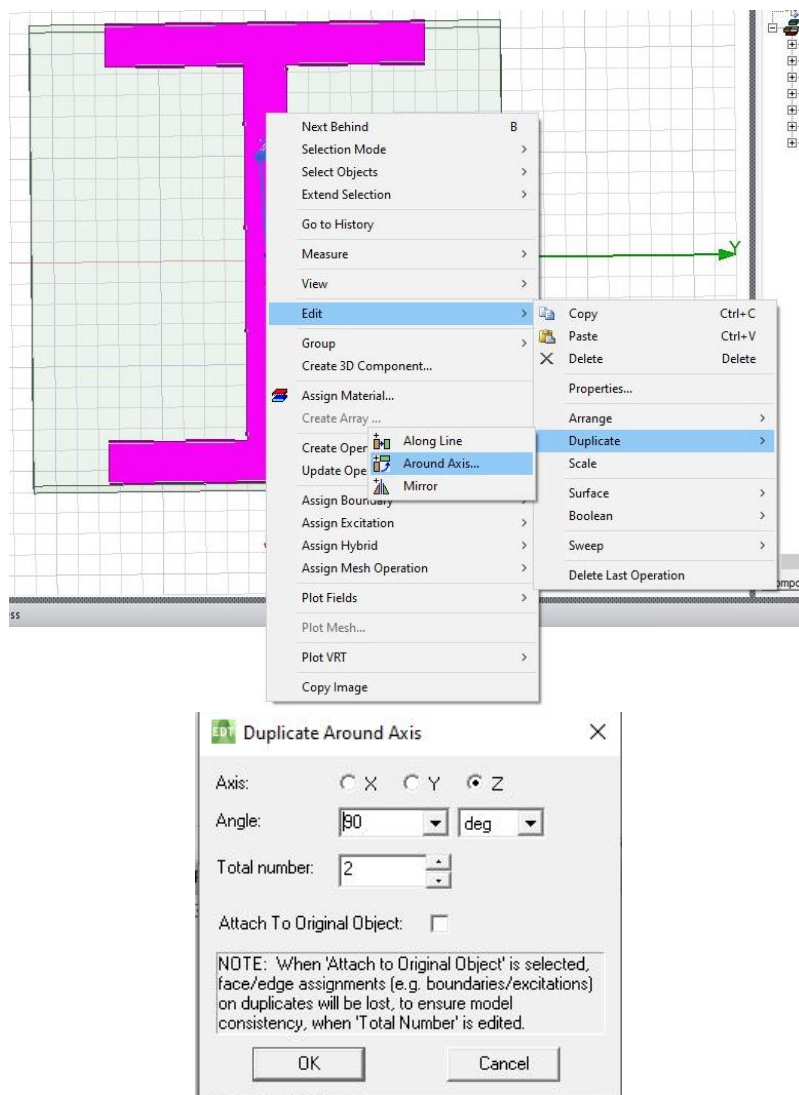 Next Behind B
Selection Mode
Select Objects
Extend Selection
Go to History
Measure
View
Edit
Group
Create 3D Component...
Assign Material...
Create Array ...
Create Oper
Update Ope
Assign Boundary
Assign Excitation
Assign Hybrid
Assign Mesh Operation
Plot Fields
Plot Mesh...
Plot VRT
Copy Image
Copy Ctrl+C
Paste Ctrl+V
Delete Delete
Properties...
Arrange
Duplicate
Scale
Surface
Boolean
Sweep
Delete Last Operation
Along Line
Around Axis...
Mirror
Y
ss
ompo
EDT Duplicate Around Axis
Axis: X Y Z
Angle: 90 deg
Total number: 2
Attach To Original Object:
NOTE: When 'Attach to Original Object' is selected,
face/edge assignments (e.g. boundaries/excitations)
on duplicates will be lost, to ensure model
consistency, when 'Total Number' is edited.
OK Cancel